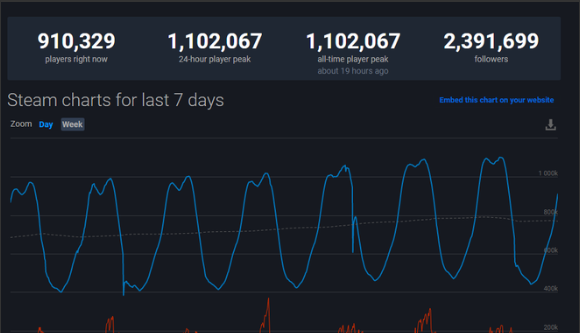 910,329 1,102,067 1,102,067 2,391,699
players right now 24-hour player peak all-time player peak followers
about 19 hours ago
Steam charts for last 7 days Embed this chart on your website
Zoom Day Week
1 000k
800k
600k
400k
200k